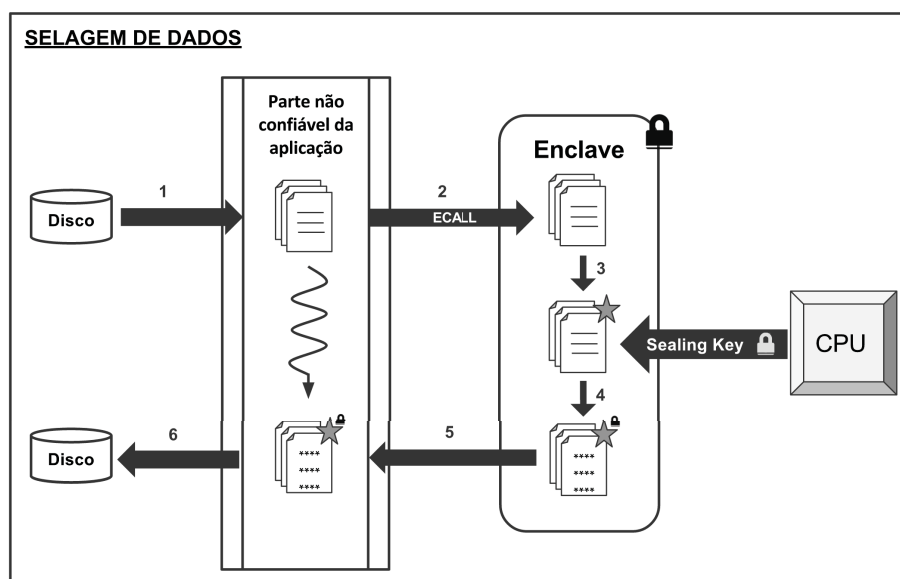 SELAGEM DE DADOS
Parte não
confiável da
aplicação
Enclave
1
2
Disco
ECALL
3
Sealing Key
CPU
4
5
6
Disco
****
****
****
****
****
****